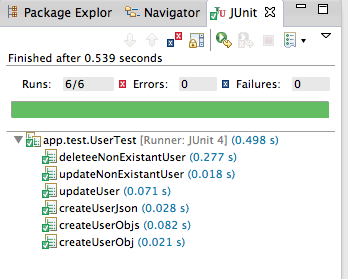 Package Explor Navigator JUnit
Finished after 0.539 seconds
Runs: 6/6 Errors: 0 Failures: 0
app.test.UserTest [Runner: JUnit 4] (0.498 s)
deleteeNonExistantUser (0.277 s)
updateNonExistantUser (0.018 s)
updateUser (0.071 s)
createUserJson (0.028 s)
createUserObjs (0.082 s)
createUserObj (0.021 s)